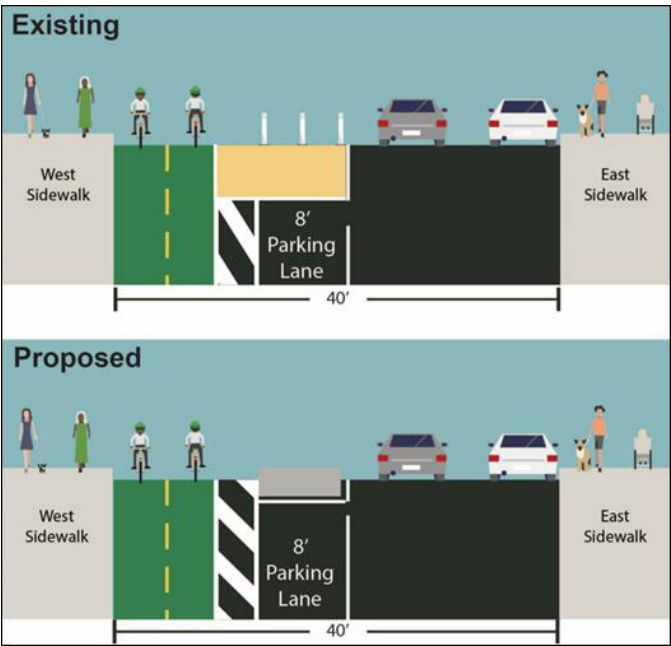 Existing
West
Sidewalk
8'
Parking
Lane
East
Sidewalk
40'
Proposed
West
Sidewalk
8'
Parking
Lane
East
Sidewalk
40'